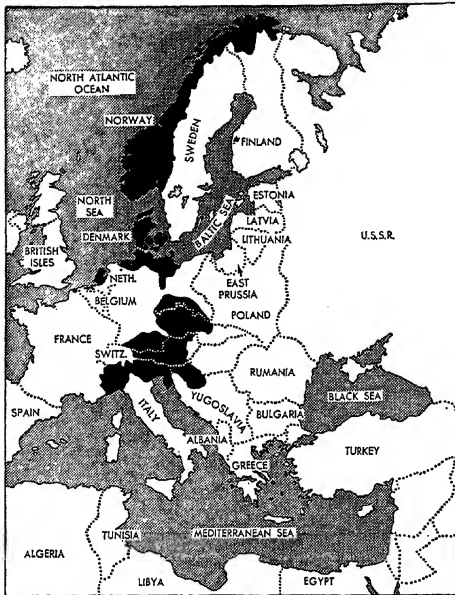 NORTH ATLANTIC
OCEAN
NORWAY
SWEDEN
FINLAND
NORTH
SEA
ESTONIA
LATVIA
LITHUANIA
BALTIC SEA
DENMARK
U.S.S.R.
BRITISH
ISLES
NETH.
EAST
PRUSSIA
BELGIUM
POLAND
FRANCE
SWITZ.
RUMANIA
BLACK SEA
SPAIN
ITALY
YUGOSLAVIA
BULGARIA
ALBANIA
TURKEY
GREECE
ALGERIA
TUNISIA
MEDITERRANEAN SEA
LIBYA
EGYPT